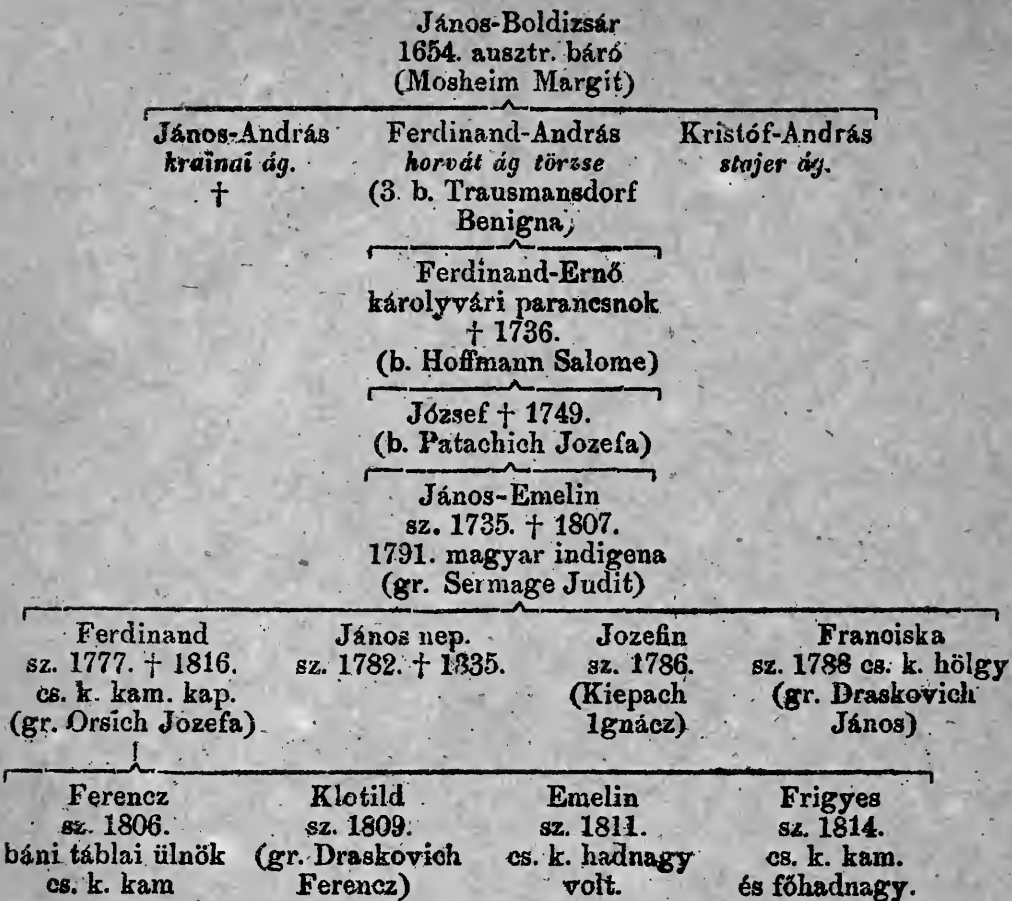 János-Boldizsár
1654. ausztr. báró
(Mosheim Margit)
János-András Ferdinand-András Kristóf-András
krainai ág. horvát ág törzse stajer ág.
† (3. b. Trausmansdorf
Benigna)
Ferdinand-Ernő
károlyvári parancsnok
† 1736.
(b. Hoffmann Salome)
József † 1749.
(b. Patachich Jozefa)
János-Emelin
sz. 1735. † 1807.
1791. magyar indigena
(gr. Sermage Judit)
Ferdinand János nep. Jozefin Franciska
sz. 1777. † 1816. sz. 1782. † 1835. sz. 1786. sz. 1788 cs. k. hölgy
cs. k. kam. kap. (Kiepach (gr. Draskovich
(gr. Orsich Jozefa) Ignácz) János)
Ferencz Klotild Emelin Frigyes
sz. 1806. sz. 1809. sz. 1811. sz. 1814.
báni táblai ülnök (gr. Draskovich cs. k. hadnagy cs. k. kam.
cs. k. kam Ferencz) volt. és főhadnagy.